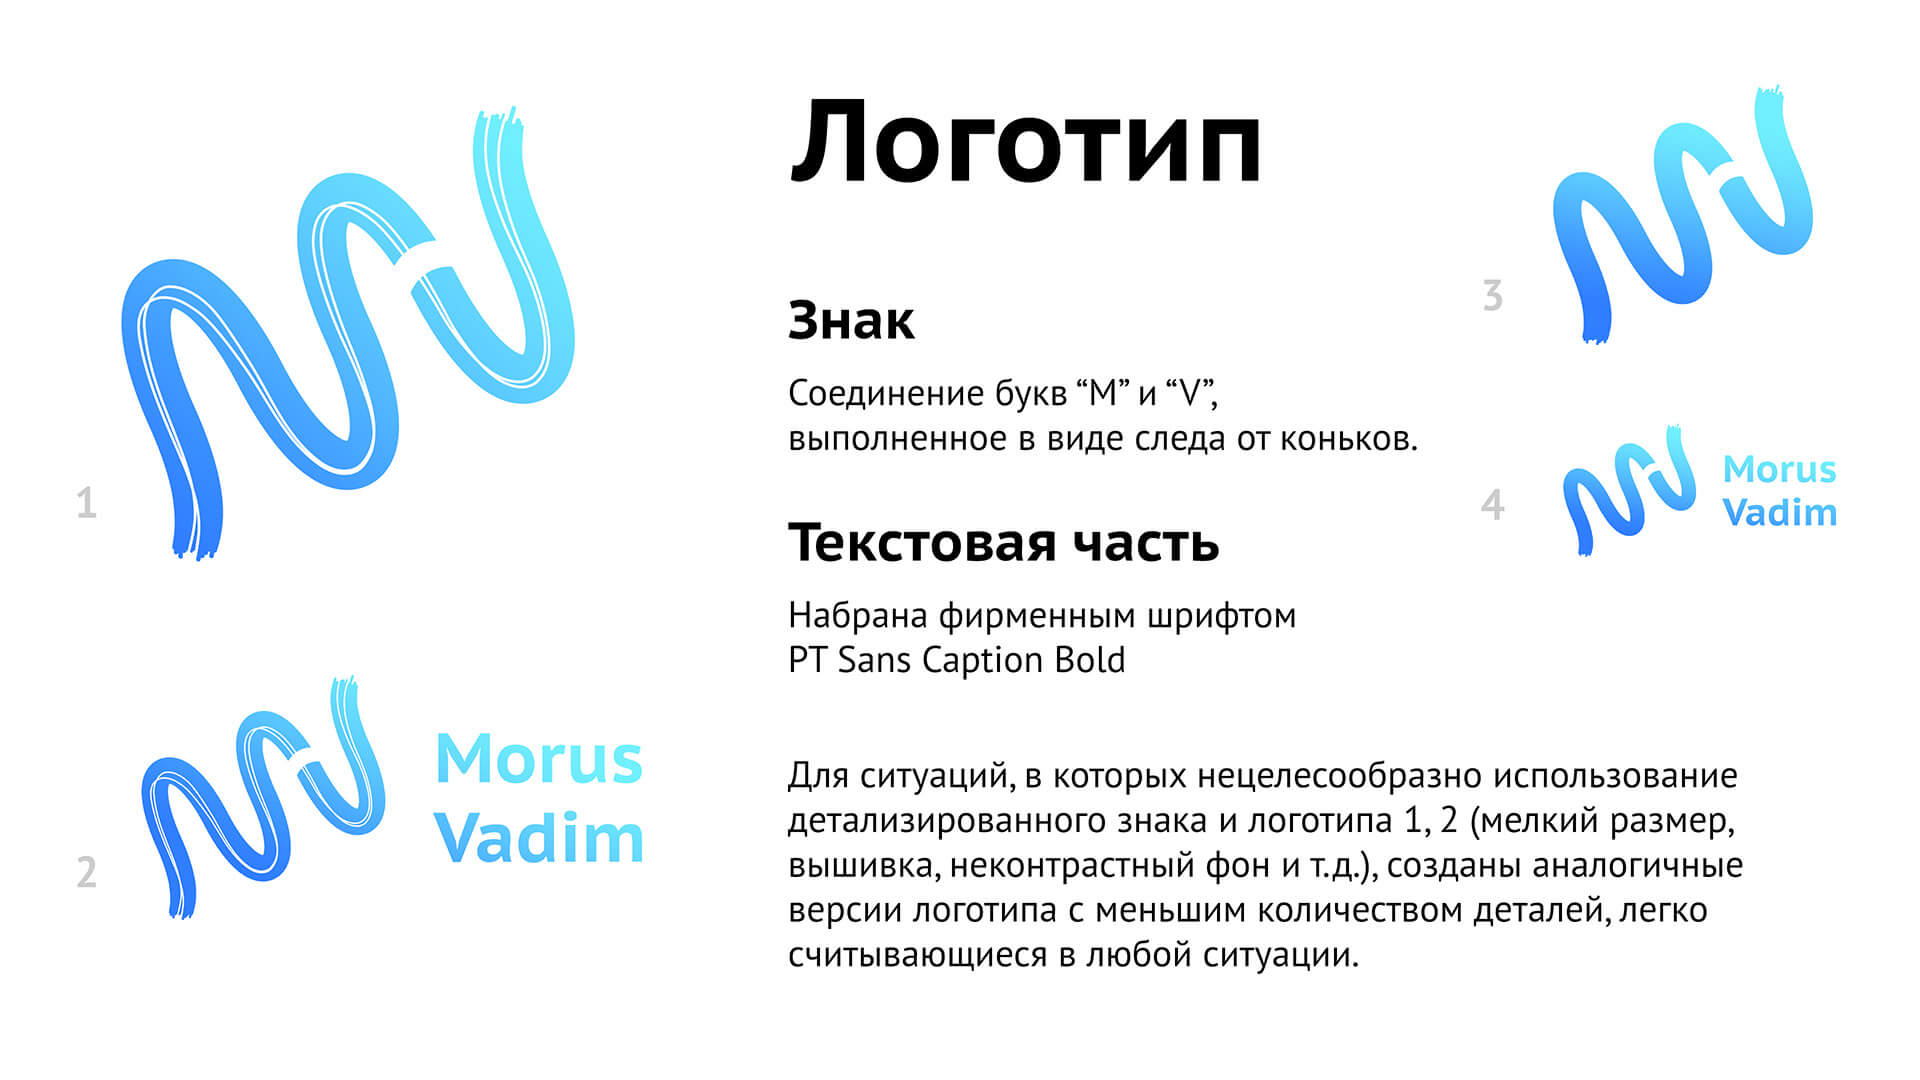 Логотип
Знак
Соединение букв “M” и “V”,
выполненное в виде следа от коньков.
Текстовая часть
Набрана фирменным шрифтом
PT Sans Caption Bold
Для ситуаций, в которых нецелесообразно использование
детализированного знака и логотипа 1, 2 (мелкий размер,
вышивка, неконтрастный фон и т.д.), созданы аналогичные
версии логотипа с меньшим количеством деталей, легко
считывающиеся в любой ситуации.
1
2
Morus
Vadim
3
4
Morus
Vadim